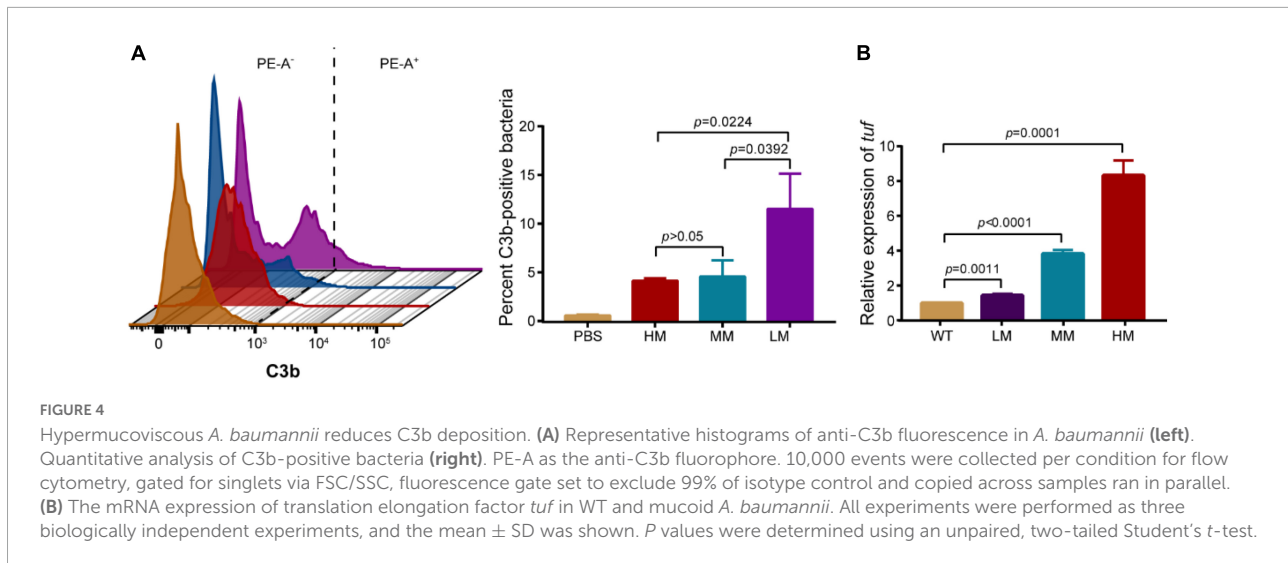 A
PE-A⁻ PE-A⁺
0 10³ 10⁴ 10⁵
C3b
Percent C3b-positive bacteria
20
15
10
5
0
p=0.0224
p=0.0392
p>0.05
PBS HM MM LM
B
Relative expression of tuf
10
8
6
4
2
0
p=0.0001
p<0.0001
p=0.0011
WT LM MM HM
FIGURE 4
Hypermucoviscous A. baumannii reduces C3b deposition. (A) Representative histograms of anti-C3b fluorescence in A. baumannii (left).
Quantitative analysis of C3b-positive bacteria (right). PE-A as the anti-C3b fluorophore. 10,000 events were collected per condition for flow
cytometry, gated for singlets via FSC/SSC, fluorescence gate set to exclude 99% of isotype control and copied across samples ran in parallel.
(B) The mRNA expression of translation elongation factor tuf in WT and mucoid A. baumannii. All experiments were performed as three
biologically independent experiments, and the mean ± SD was shown. P values were determined using an unpaired, two-tailed Student's t-test.